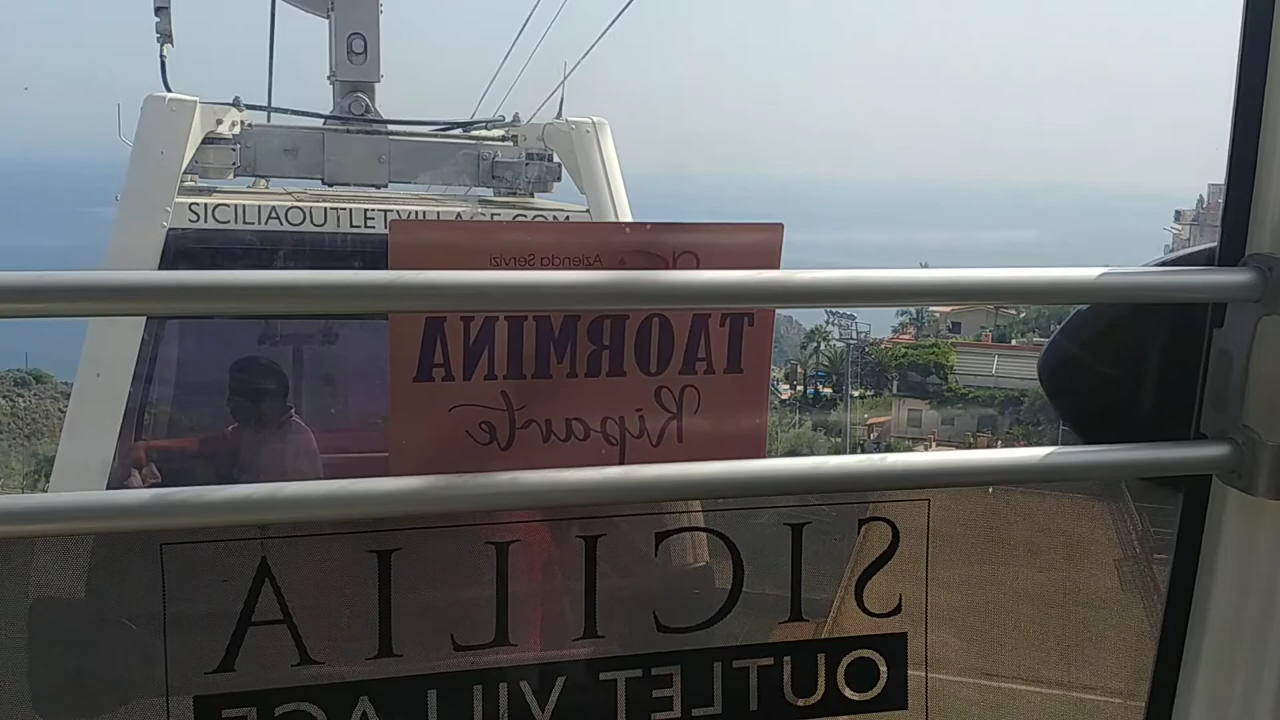 SICILIAOUTLETVILLAGE.COM
Azienda Servizi
TAORMINA
Riparte
SICILIA
OUTLET VILLAGE